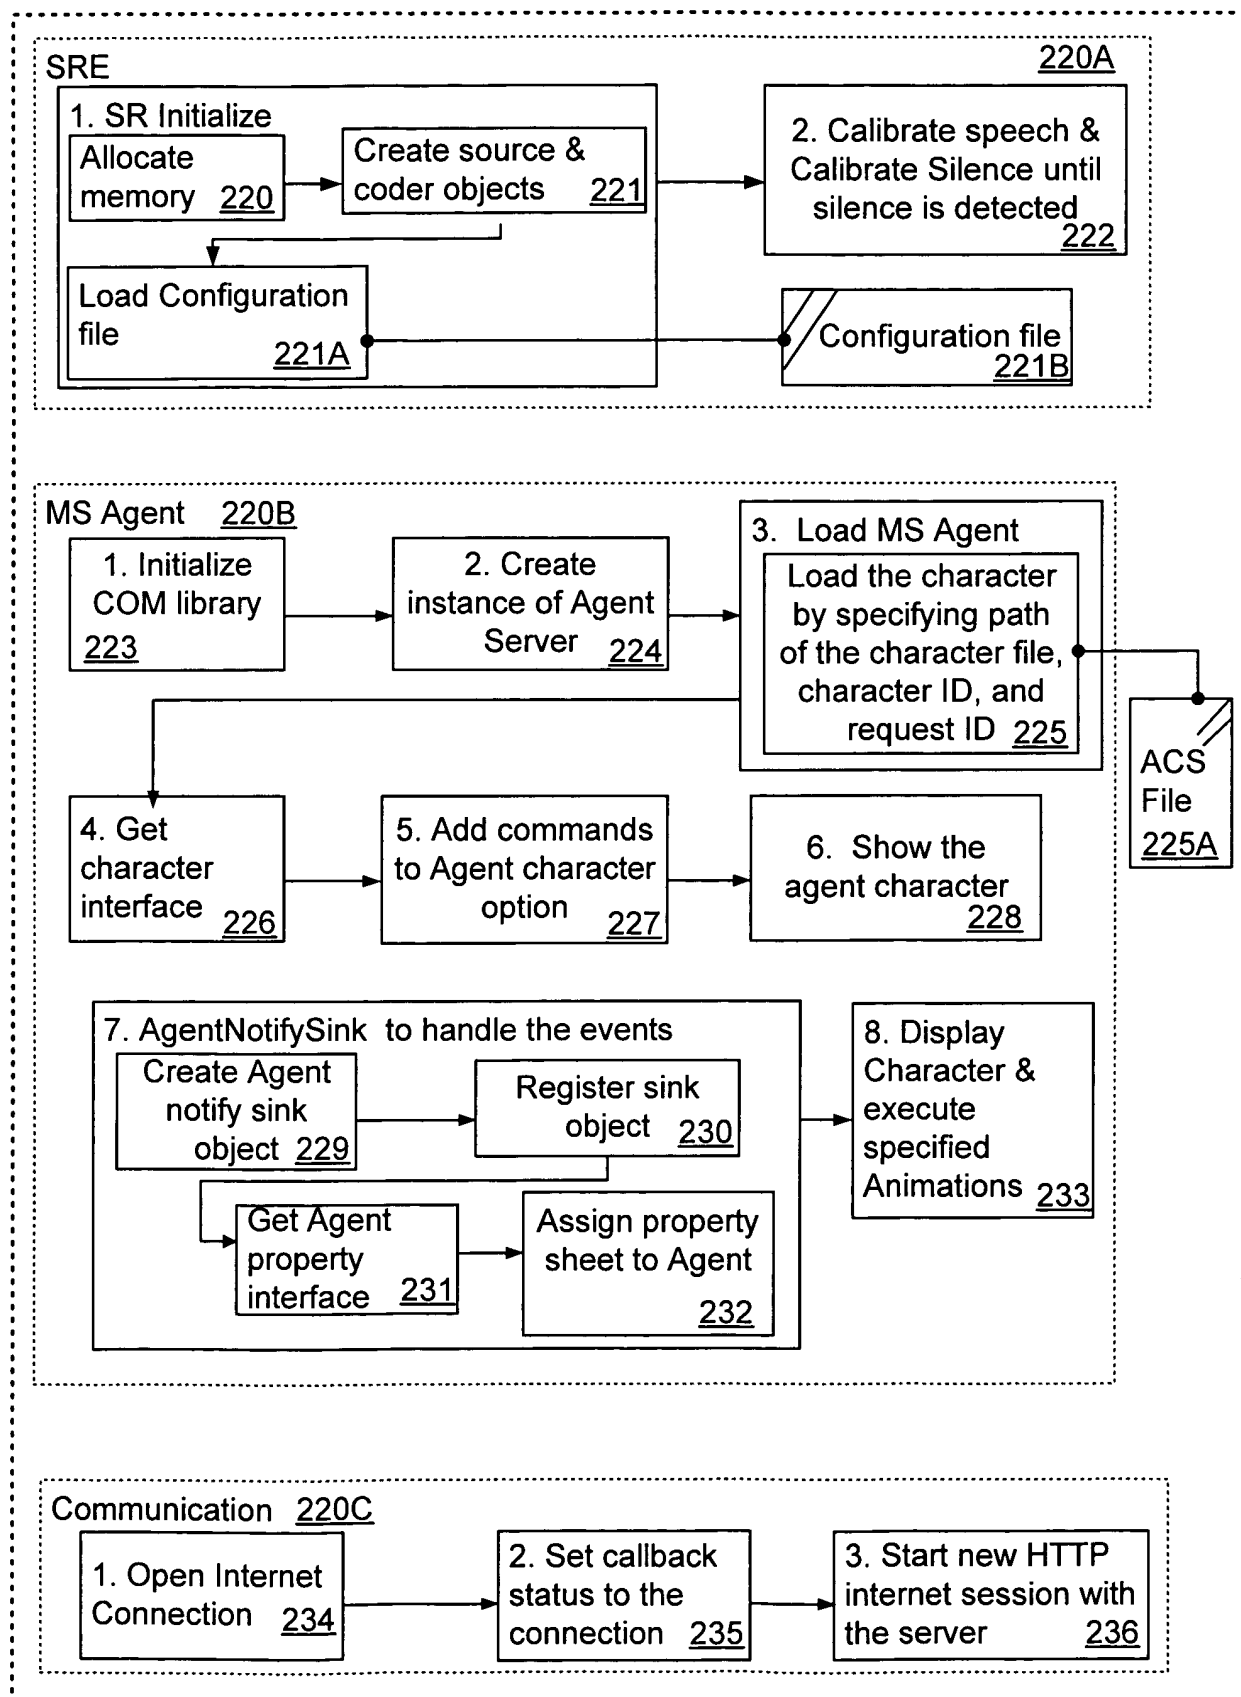 SRE
220A
1. SR Initialize
Allocate
memory 220
Create source &
coder objects 221
2. Calibrate speech &
Calibrate Silence until
silence is detected
222
Load Configuration
file
221A
Configuration file
221B
MS Agent 220B
1. Initialize
COM library
223
2. Create
instance of Agent
Server 224
3. Load MS Agent
Load the character
by specifying path
of the character file,
character ID, and
request ID 225
ACS
File
225A
4. Get
character
interface
226
5. Add commands
to Agent character
option
227
6. Show the
agent character
228
7. AgentNotifySink to handle the events
Create Agent
notify sink
object 229
Register sink
object 230
Get Agent
property
interface 231
Assign property
sheet to Agent
232
8. Display
Character &
execute
specified
Animations 233
Communication 220C
1. Open Internet
Connection 234
2. Set callback
status to the
connection 235
3. Start new HTTP
internet session with
the server 236